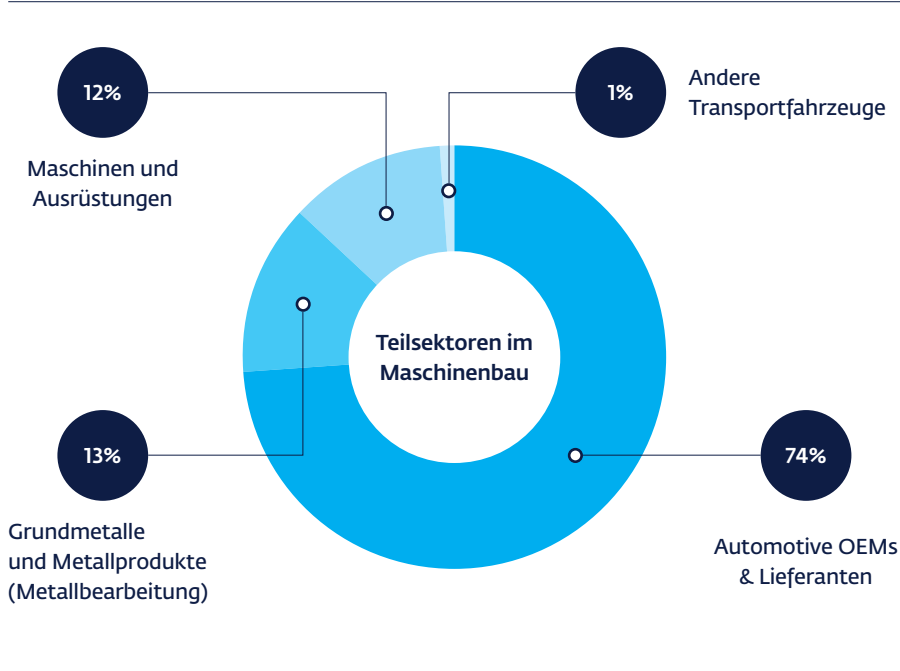 12%
Maschinen und
Ausrüstungen
1%
Andere
Transportfahrzeuge
Teilsektoren im
Maschinenbau
13%
Grundmetalle
und Metallprodukte
(Metallbearbeitung)
74%
Automotive OEMs
& Lieferanten